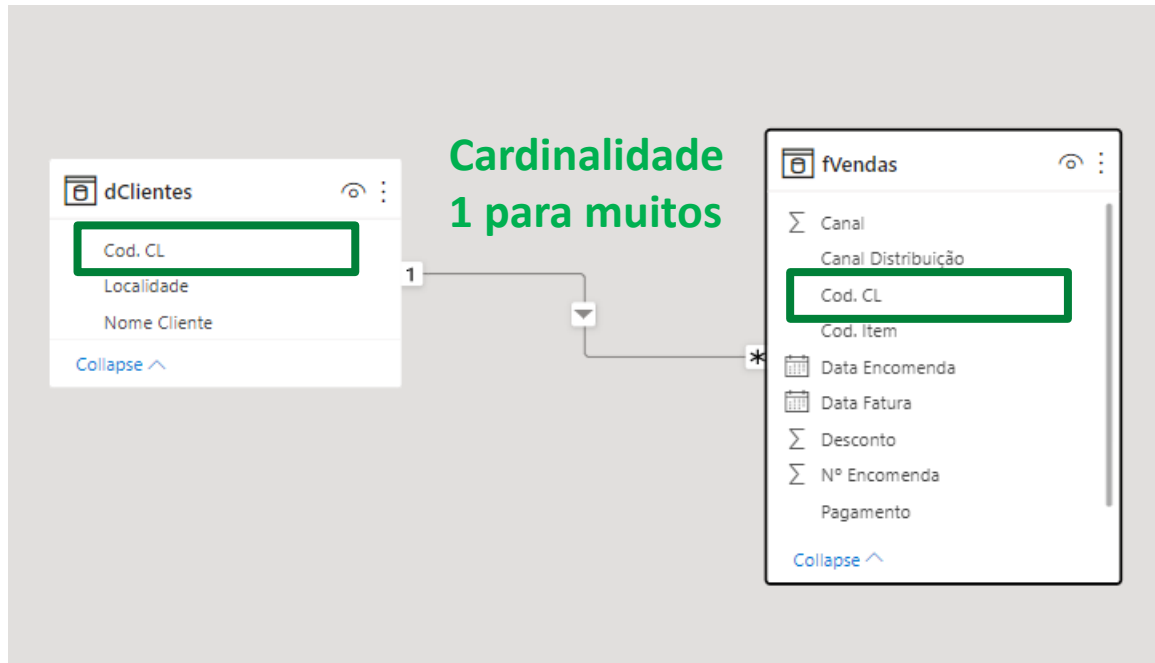 Cardinalidade
1 para muitos
dClientes
Cod. CL
Localidade
Nome Cliente
Collapse
1
*
fVendas
Canal
Canal Distribuição
Cod. CL
Cod. Item
Data Encomenda
Data Fatura
Desconto
Nº Encomenda
Pagamento
Collapse